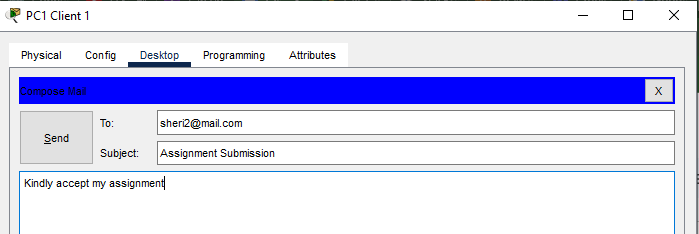 PC1 Client 1
Physical Config Desktop Programming Attributes
Compose Mail X
Send
To: sheri2@mail.com
Subject: Assignment Submission
Kindly accept my assignment